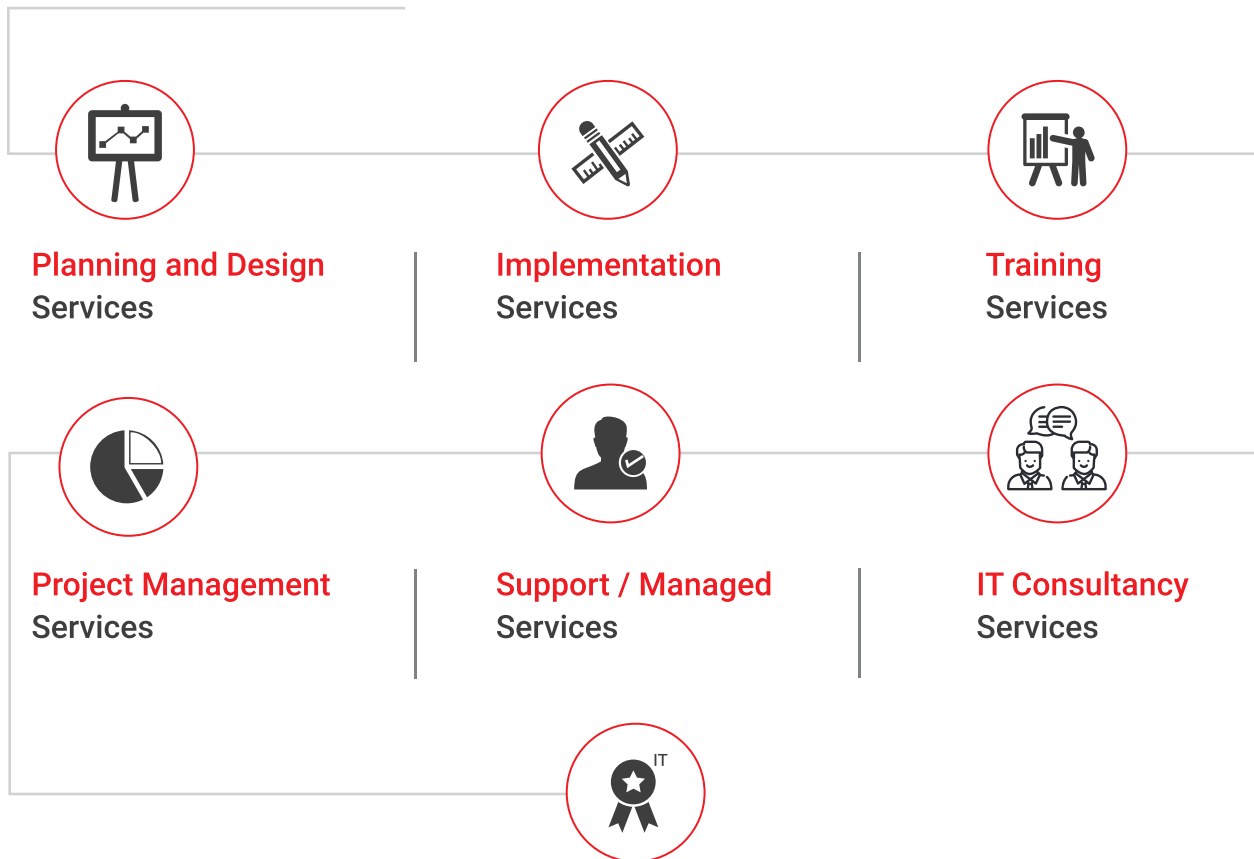 Planning and Design
Services
Implementation
Services
Training
Services
Project Management
Services
Support / Managed
Services
IT Consultancy
Services
IT